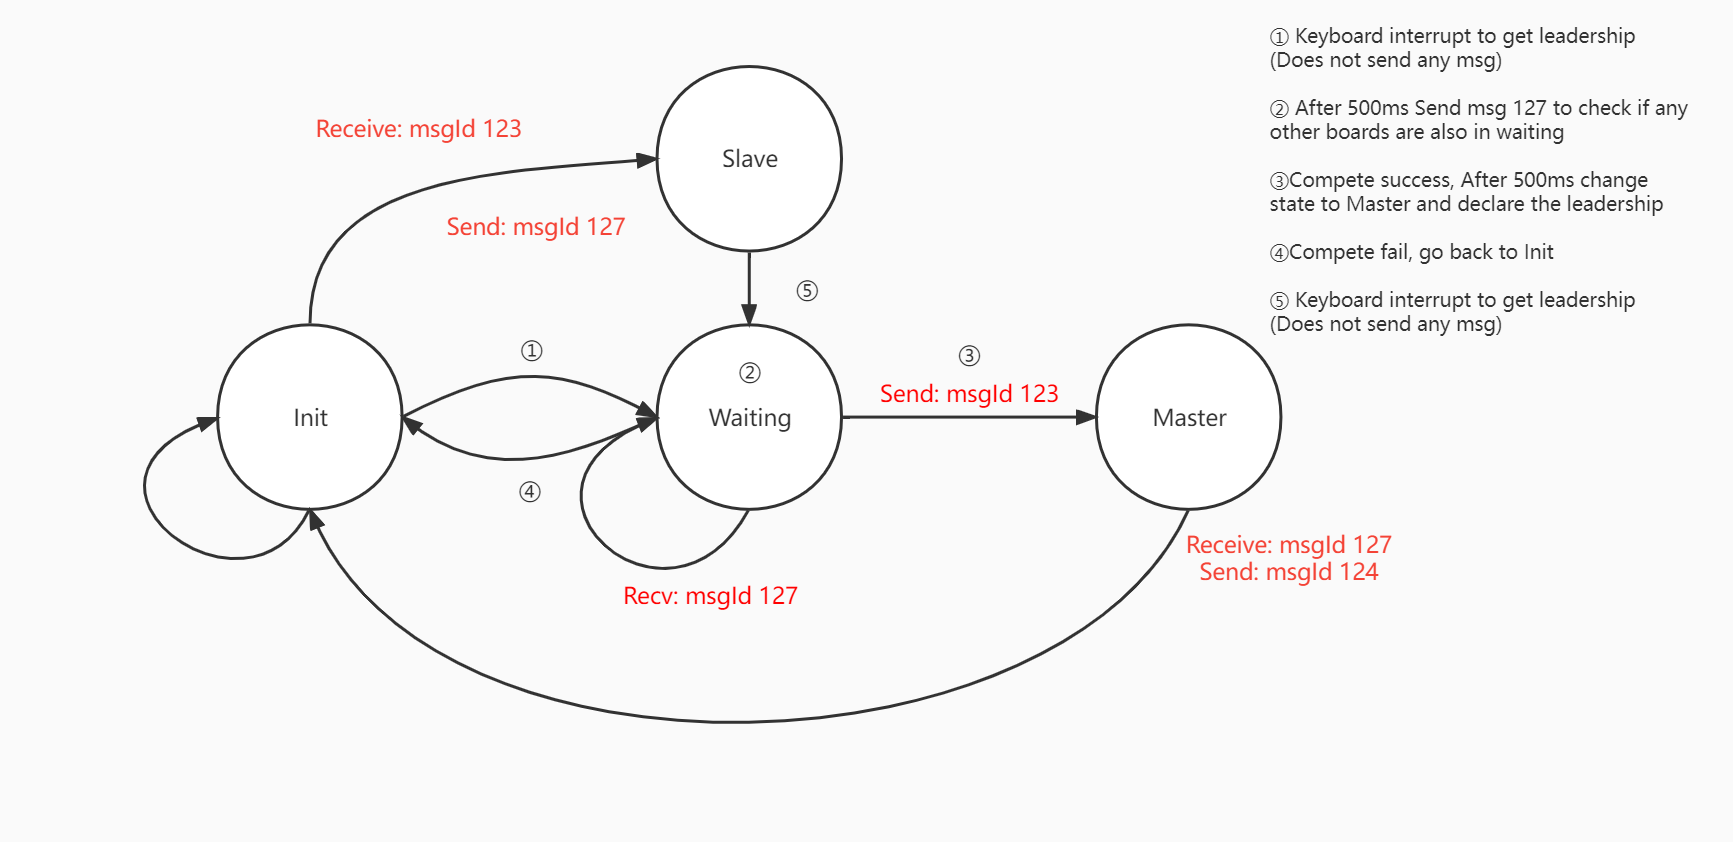 ① Keyboard interrupt to get leadership
(Does not send any msg)
② After 500ms Send msg 127 to check if any
other boards are also in waiting
③Compete success, After 500ms change
state to Master and declare the leadership
④Compete fail, go back to Init
⑤ Keyboard interrupt to get leadership
(Does not send any msg)
Receive: msgId 123
Slave
Send: msgId 127
⑤
①
②
③
Send: msgId 123
Init
Waiting
Master
④
Receive: msgId 127
Send: msgId 124
Recv: msgId 127